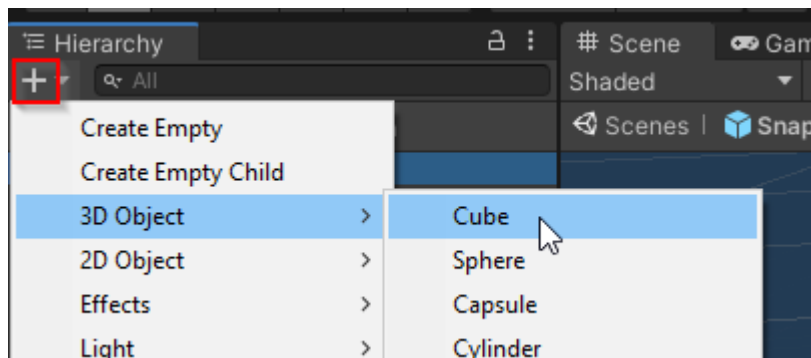 Hierarchy
All
Create Empty
Create Empty Child
3D Object
2D Object
Effects
Light
Cube
Sphere
Capsule
Cylinder
# Scene
Gam
Shaded
Scenes | Snap